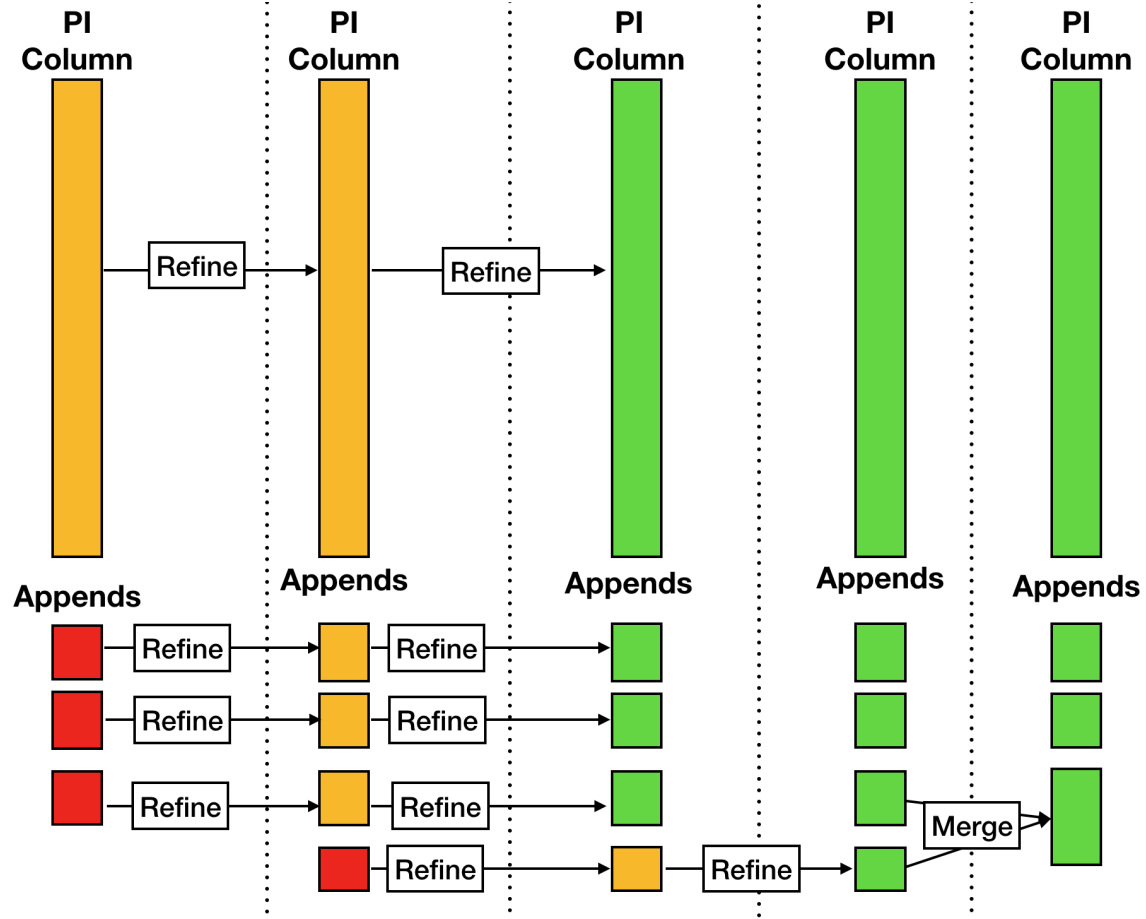 PI
Column
PI
Column
PI
Column
PI
Column
PI
Column
Refine
Refine
Appends
Appends
Appends
Appends
Appends
Refine
Refine
Refine
Refine
Refine
Refine
Merge
Refine
Refine